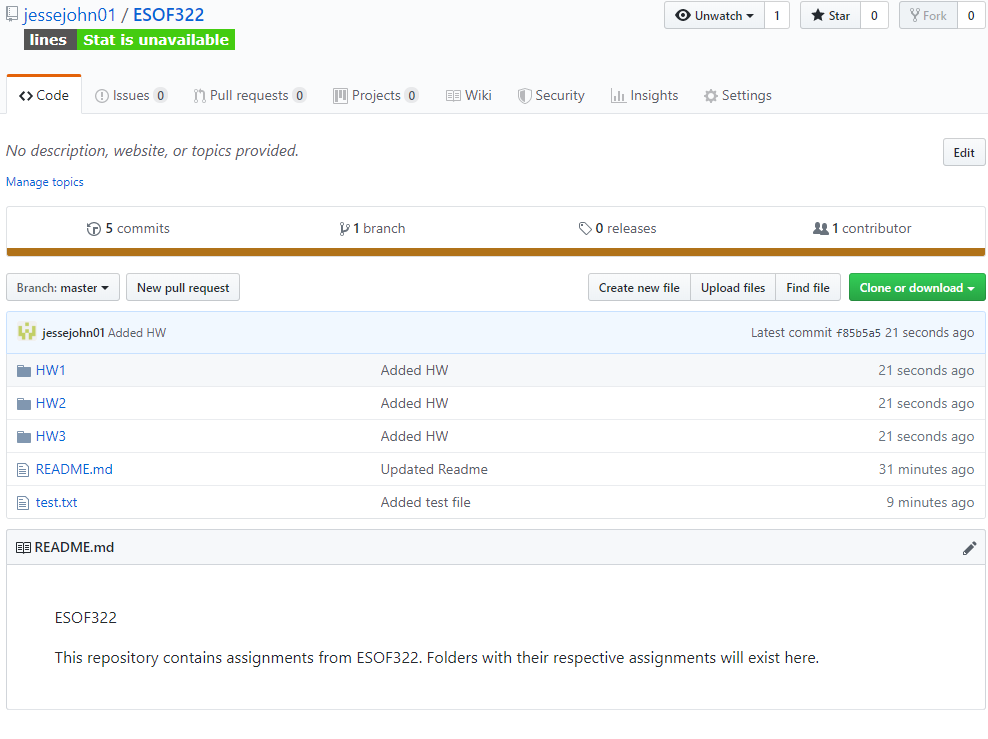 jessejohn01 / ESOF322
Unwatch 1 Star 0 Fork 0
lines Stat is unavailable
Code Issues 0 Pull requests 0 Projects 0 Wiki Security Insights Settings
No description, website, or topics provided. Edit
Manage topics
5 commits 1 branch 0 releases 1 contributor
Branch: master New pull request Create new file Upload files Find file Clone or download
jessejohn01 Added HW Latest commit f85b5a5 21 seconds ago
HW1 Added HW 21 seconds ago
HW2 Added HW 21 seconds ago
HW3 Added HW 21 seconds ago
README.md Updated Readme 31 minutes ago
test.txt Added test file 9 minutes ago
README.md
ESOF322
This repository contains assignments from ESOF322. Folders with their respective assignments will exist here.